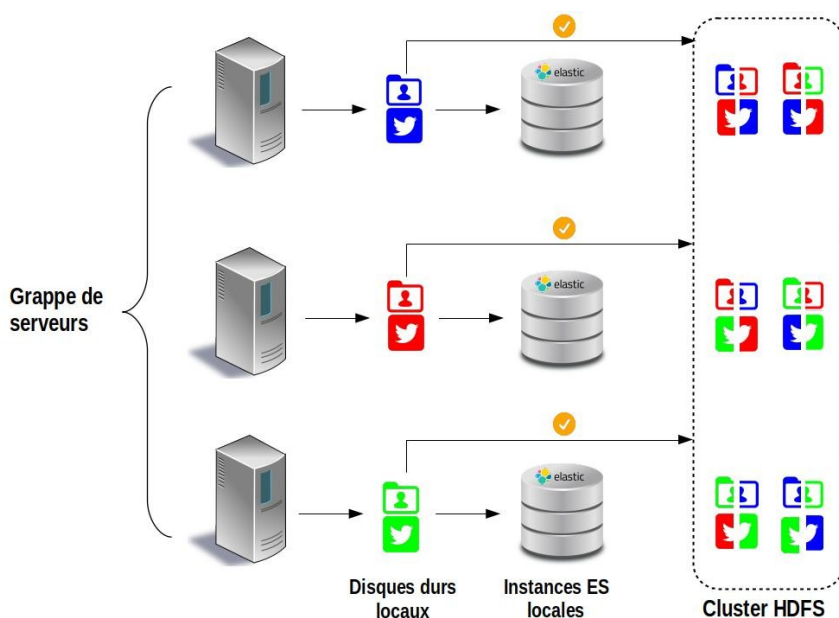 elastic
elastic
Grappe de
serveurs
elastic
Disques durs
locaux
Instances ES
locales
Cluster HDFS